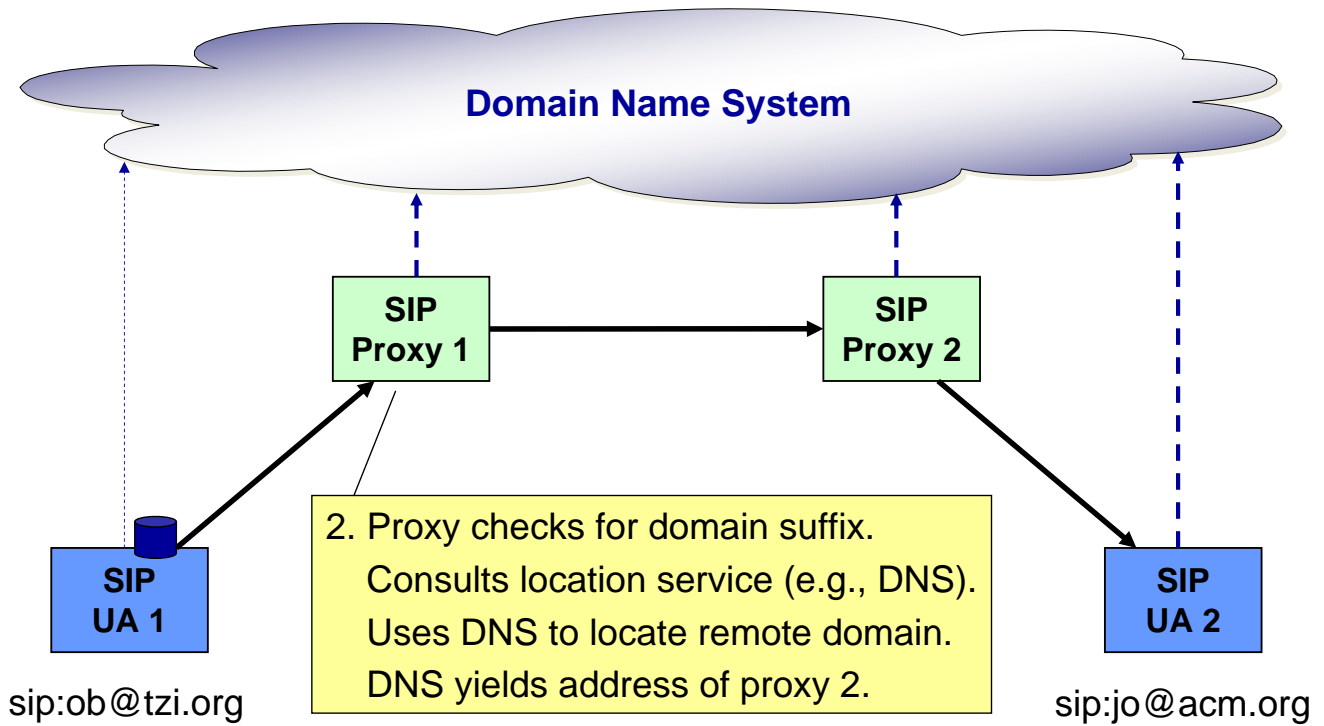 Domain Name System
SIP
Proxy 1
SIP
Proxy 2
2. Proxy checks for domain suffix.
Consults location service (e.g., DNS).
Uses DNS to locate remote domain.
DNS yields address of proxy 2.
SIP
UA 1
SIP
UA 2
sip:ob@tzi.org
sip:jo@acm.org